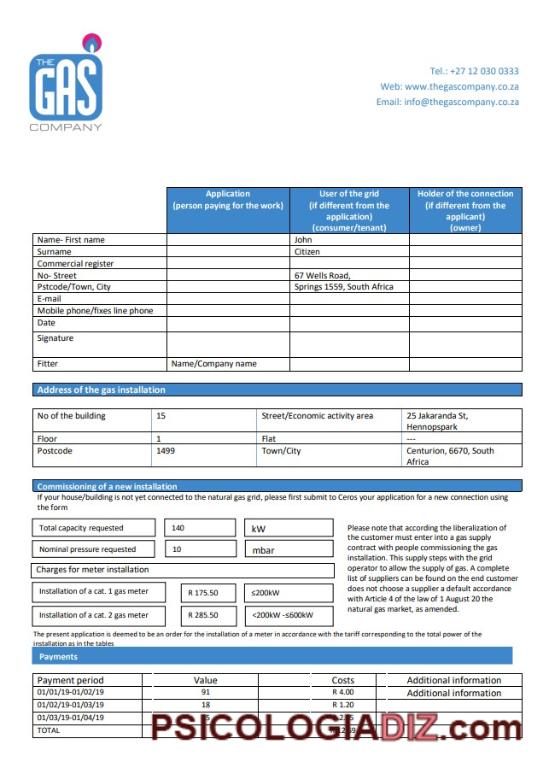 THE
GAS
COMPANY
Tel.: +27 12 030 0333
Web: www.thegascompany.co.za
Email: info@thegascompany.co.za
Application
(person paying for the work)
User of the grid
(if different from the
application)
(consumer/tenant)
Holder of the connection
(if different from the
applicant)
(owner)
Name- First name John
Surname Citizen
Commercial register
No- Street 67 Wells Road,
Pstcode/Town, City Springs 1559, South Africa
E-mail
Mobile phone/fixes line phone
Date
Signature
Fitter Name/Company name
Address of the gas installation
No of the building 15 Street/Economic activity area 25 Jakaranda St,
Hennopspark
Floor 1 Flat ---
Postcode 1499 Town/City Centurion, 6670, South
Africa
Commissioning of a new installation
If your house/building is not yet connected to the natural gas grid, please first submit to Ceros your application for a new connection using
the form
Total capacity requested 140 kW
Nominal pressure requested 10 mbar
Charges for meter installation
Installation of a cat. 1 gas meter R 175.50 ≤200kW
Installation of a cat. 2 gas meter R 285.50 <200kW -≤600kW
Please note that according the liberalization of
the customer must enter into a gas supply
contract with people commissioning the gas
installation. This supply steps with the grid
operator to allow the supply of gas. A complete
list of suppliers can be found on the end customer
does not choose a supplier a default accordance
with Article 4 of the law of 1 August 20 the
natural gas market, as amended.
The present application is deemed to be an order for the installation of a meter in accordance with the tariff corresponding to the total power of the
installation as in the tables
Payments
Payment period Value Costs Additional information
01/01/19-01/02/19 91 R 4.00 Additional information
01/02/19-01/03/19 18 R 1.20
01/03/19-01/04/19
TOTAL
PSICOLOGIADIZ.com